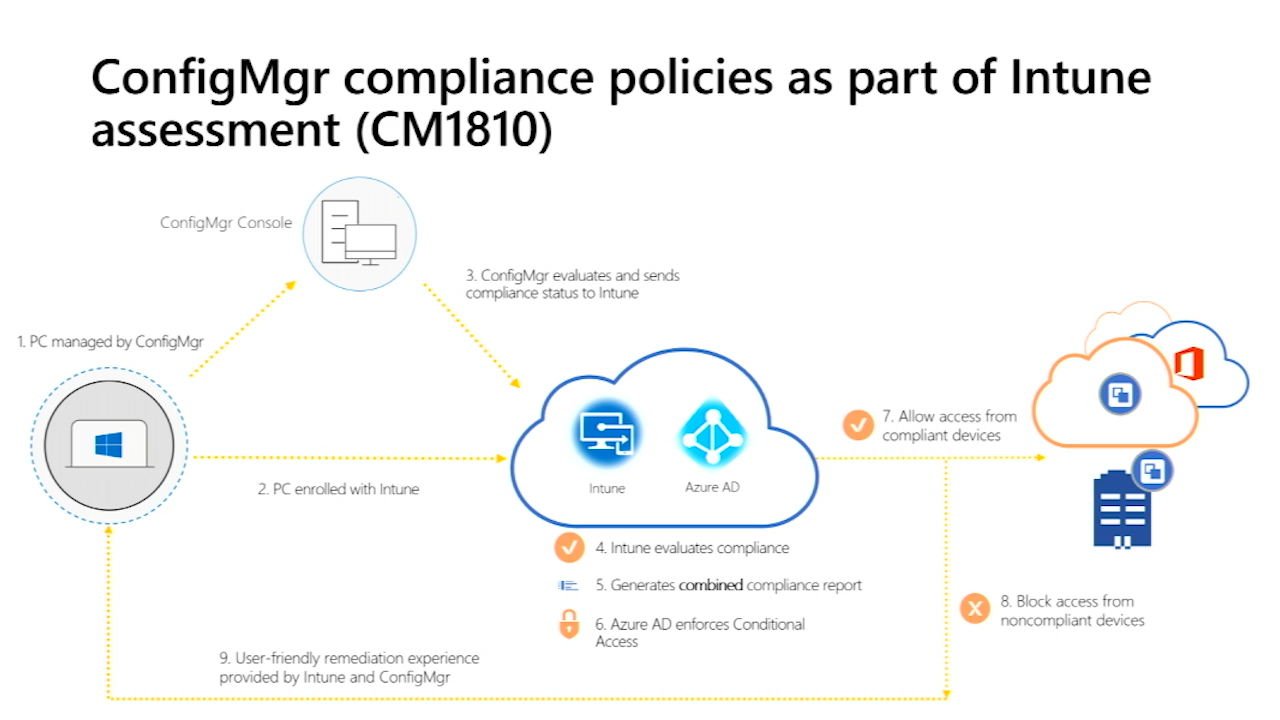 ConfigMgr compliance policies as part of Intune
assessment (CM1810)
ConfigMgr Console
3. ConfigMgr evaluates and sends
compliance status to Intune
1. PC managed by ConfigMgr
7. Allow access from
compliant devices
2. PC enrolled with Intune
Intune
Azure AD
4. Intune evaluates compliance
5. Generates combined compliance report
6. Azure AD enforces Conditional
Access
8. Block access from
noncompliant devices
9. User-friendly remediation experience
provided by Intune and ConfigMgr